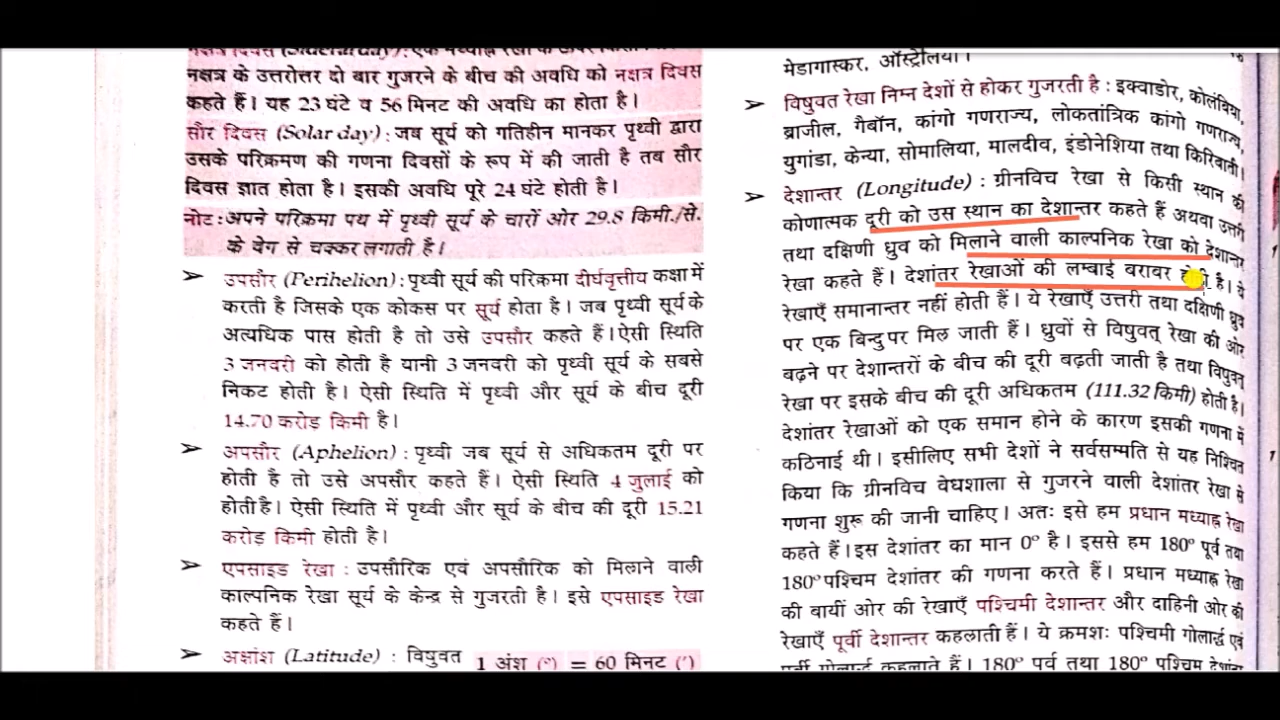 नक्षत्र के उत्तरोत्तर दो बार गुजरने के बीच की अवधि को नक्षत्र दिवस
कहते हैं। यह 23 घंटे व 56 मिनट की अवधि का होता है।
सौर दिवस (Solar day) : जब सूर्य को गतिहीन मानकर पृथ्वी द्वारा
उसके परिक्रमण की गणना दिवसों के रूप में की जाती है तब सौर
दिवस ज्ञात होता है। इसकी अवधि पूरे 24 घंटे होती है।
नोट : अपने परिक्रमा पथ में पृथ्वी सूर्य के चारों ओर 29.8 किमी./से.
के वेग से चक्कर लगाती है।
➤ उपसौर (Perihelion) : पृथ्वी सूर्य की परिक्रमा दीर्घवृत्तीय कक्षा में
करती है जिसके एक कोकस पर सूर्य होता है। जब पृथ्वी सूर्य के
अत्यधिक पास होती है तो उसे उपसौर कहते हैं। ऐसी स्थिति
3 जनवरी को होती है यानी 3 जनवरी को पृथ्वी सूर्य के सबसे
निकट होती है। ऐसी स्थिति में पृथ्वी और सूर्य के बीच दूरी
14.70 करोड़ किमी है।
➤ अपसौर (Aphelion) : पृथ्वी जब सूर्य से अधिकतम दूरी पर
होती है तो उसे अपसौर कहते हैं। ऐसी स्थिति 4 जुलाई को
होती है। ऐसी स्थिति में पृथ्वी और सूर्य के बीच की दूरी 15.21
करोड़ किमी होती है।
➤ एपसाइड रेखा : उपसौरिक एवं अपसौरिक को मिलाने वाली
काल्पनिक रेखा सूर्य के केन्द्र से गुजरती है। इसे एपसाइड रेखा
कहते हैं।
➤ अक्षांश (Latitude) : विषुवत 1 अंश (°) = 60 मिनट (′)
मेडागास्कर, ऑस्ट्रेलिया।
➤ विषुवत रेखा निम्न देशों से होकर गुजरती है : इक्वाडोर, कोलंबिया,
ब्राजील, गैबॉन, कांगो गणराज्य, लोकतांत्रिक कांगो गणराज्य,
युगांडा, केन्या, सोमालिया, मालदीव, इंडोनेशिया तथा किरिबाती।
➤ देशान्तर (Longitude) : ग्रीनविच रेखा से किसी स्थान की
कोणात्मक दूरी को उस स्थान का देशान्तर कहते हैं अथवा उत्तरी
तथा दक्षिणी ध्रुव को मिलाने वाली काल्पनिक रेखा को देशान्तर
रेखा कहते हैं। देशांतर रेखाओं की लम्बाई बराबर है। ये
रेखाएँ समानान्तर नहीं होती हैं। ये रेखाएँ उत्तरी तथा दक्षिणी ध्रुव
पर एक बिन्दु पर मिल जाती हैं। ध्रुवों से विषुवत् रेखा की ओर
बढ़ने पर देशान्तरों के बीच की दूरी बढ़ती जाती है तथा विषुवत्
रेखा पर इसके बीच की दूरी अधिकतम (111.32 किमी) होती है।
देशांतर रेखाओं को एक समान होने के कारण इसकी गणना में
कठिनाई थी। इसीलिए सभी देशों ने सर्वसम्मति से यह निश्चित
किया कि ग्रीनविच वेधशाला से गुजरने वाली देशांतर रेखा से
गणना शुरू की जानी चाहिए। अतः इसे हम प्रधान मध्याह्न रेखा
कहते हैं। इस देशांतर का मान 0° है। इससे हम 180° पूर्व तथा
180° पश्चिम देशांतर की गणना करते हैं। प्रधान मध्याह्न रेखा
की बायीं ओर की रेखाएँ पश्चिमी देशान्तर और दाहिनी ओर की
रेखाएँ पूर्वी देशान्तर कहलाती हैं। ये क्रमशः पश्चिमी गोलार्द्ध एवं
पूर्वी गोलार्द्ध कहलाते हैं। 180° पूर्व तथा 180° पश्चिम देशांतर